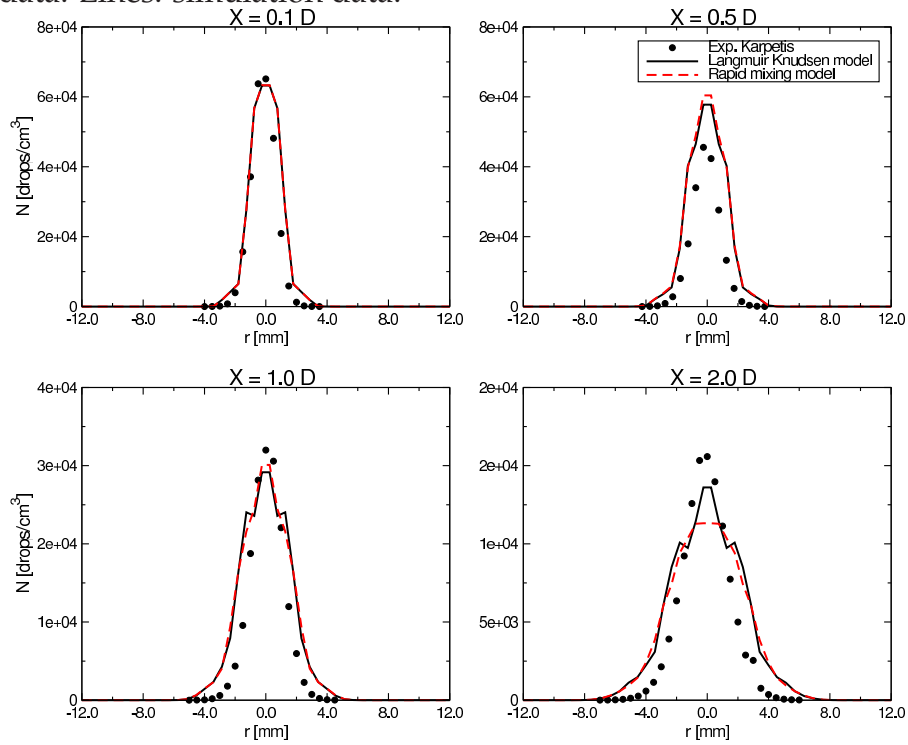 data. Lines: simulation data.
X = 0.1 D
8e+04
6e+04
4e+04
2e+04
0
N [drops/cm³]
-12.0 -8.0 -4.0 0.0 4.0 8.0 12.0
r [mm]
X = 0.5 D
Exp. Karpetis
Langmuir Knudsen model
Rapid mixing model
8e+04
6e+04
4e+04
2e+04
0
-12.0 -8.0 -4.0 0.0 4.0 8.0 12.0
r [mm]
X = 1.0 D
4e+04
3e+04
2e+04
1e+04
0
N [drops/cm³]
-12.0 -8.0 -4.0 0.0 4.0 8.0 12.0
r [mm]
X = 2.0 D
2e+04
2e+04
1e+04
5e+03
0
-12.0 -8.0 -4.0 0.0 4.0 8.0 12.0
r [mm]